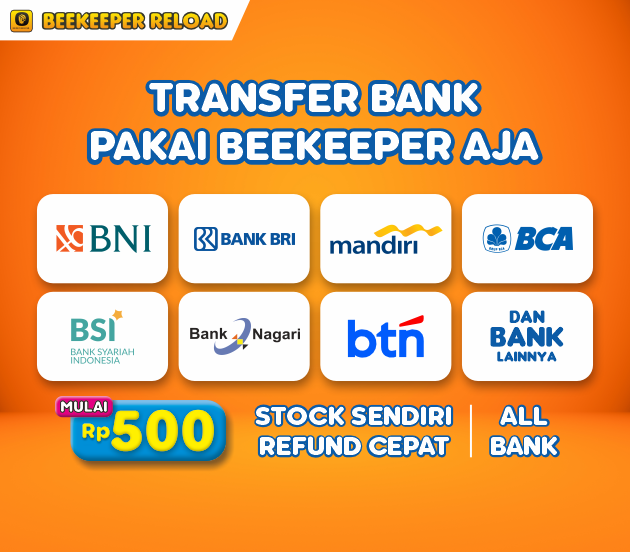 BEEKEEPER RELOAD
TRANSFER BANK
PAKAI BEEKEEPER AJA
BNI
BANK BRI
mandiri
BCA
BSI
BANK SYARIAH
INDONESIA
Bank Nagari
btn
DAN
BANK
LAINNYA
MULAI
Rp500
STOCK SENDIRI
REFUND CEPAT
ALL
BANK